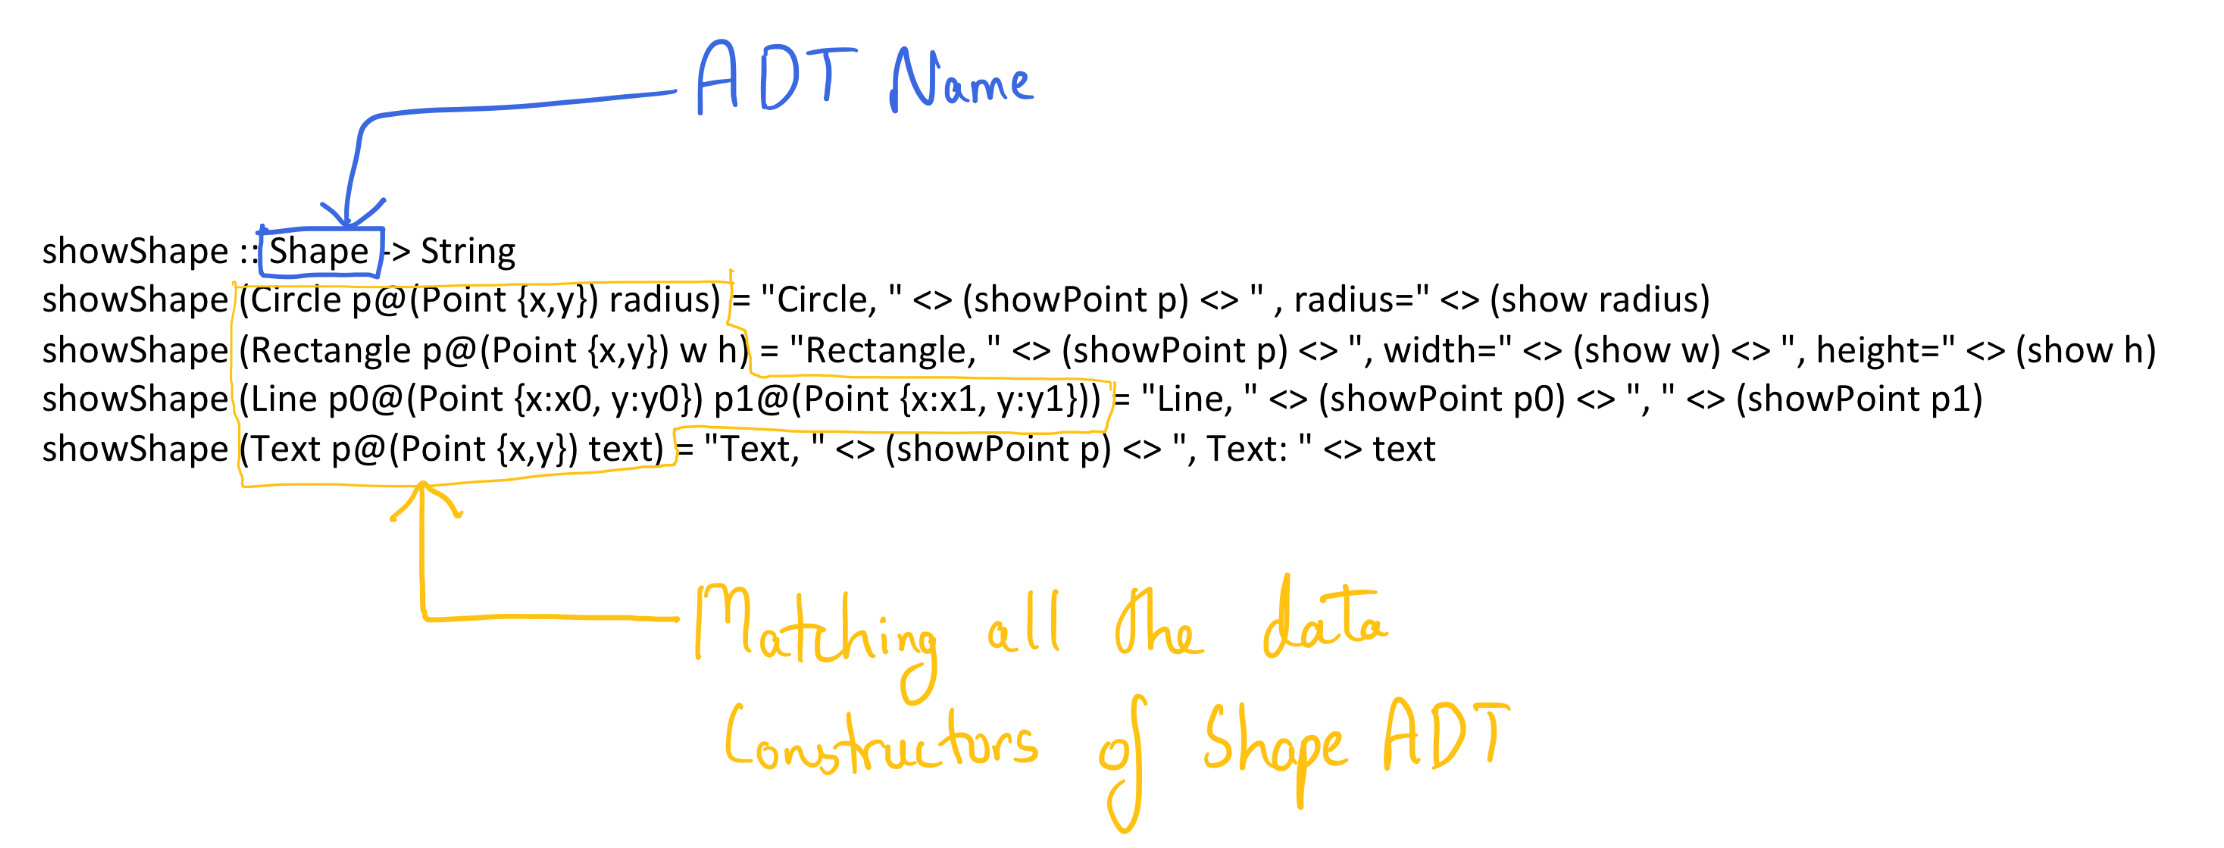 ADT Name
showShape :: Shape -> String
showShape (Circle p@(Point {x,y}) radius) = "Circle, " <> (showPoint p) <> " , radius=" <> (show radius)
showShape (Rectangle p@(Point {x,y}) w h) = "Rectangle, " <> (showPoint p) <> ", width=" <> (show w) <> ", height=" <> (show h)
showShape (Line p0@(Point {x:x0, y:y0}) p1@(Point {x:x1, y:y1})) = "Line, " <> (showPoint p0) <> ", " <> (showPoint p1)
showShape (Text p@(Point {x,y}) text) = "Text, " <> (showPoint p) <> ", Text: " <> text
Matching all the data
Constructors of Shape ADT